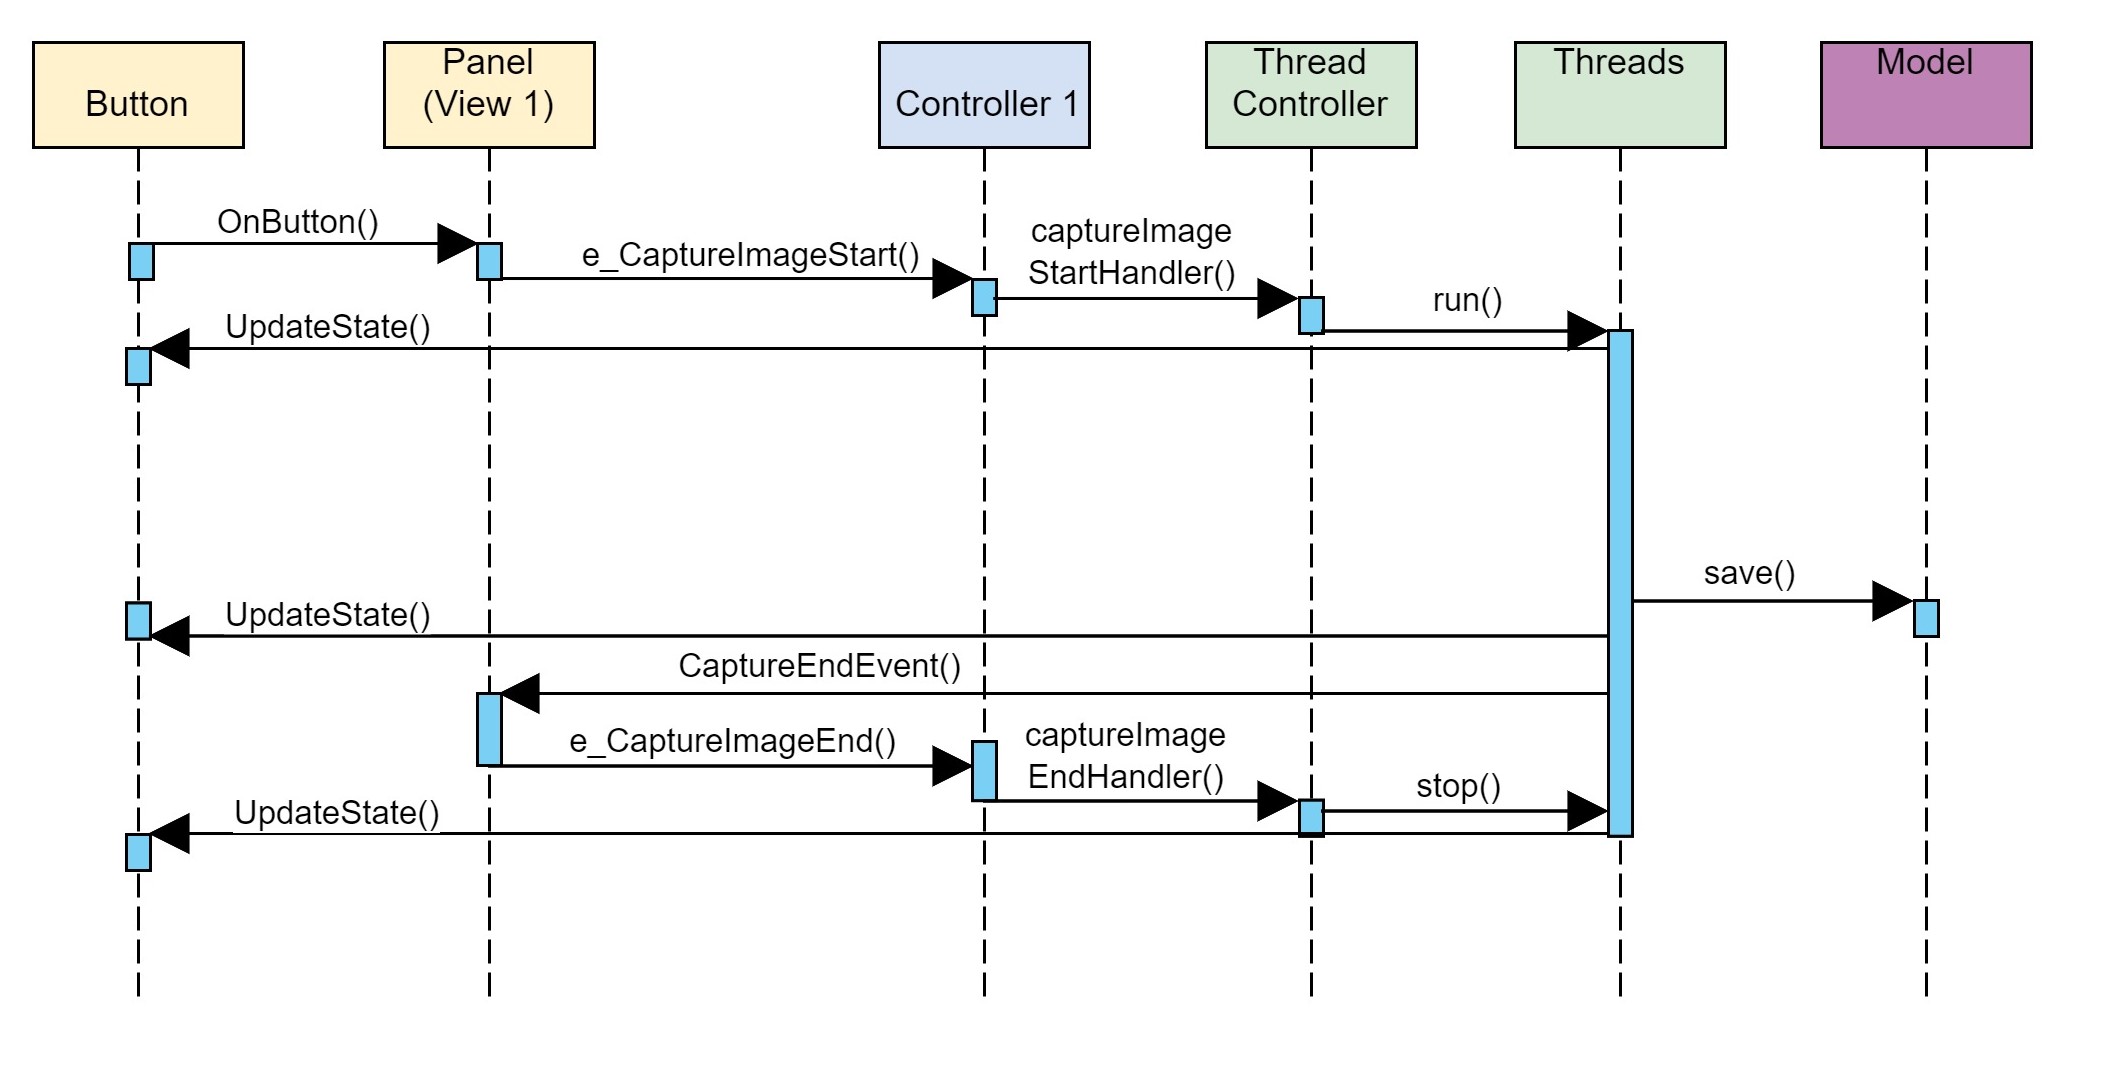 Button
Panel
(View 1)
Controller 1
Thread
Controller
Threads
Model
OnButton()
e_CaptureImageStart()
captureImage
StartHandler()
run()
UpdateState()
save()
UpdateState()
CaptureEndEvent()
e_CaptureImageEnd()
captureImage
EndHandler()
stop()
UpdateState()